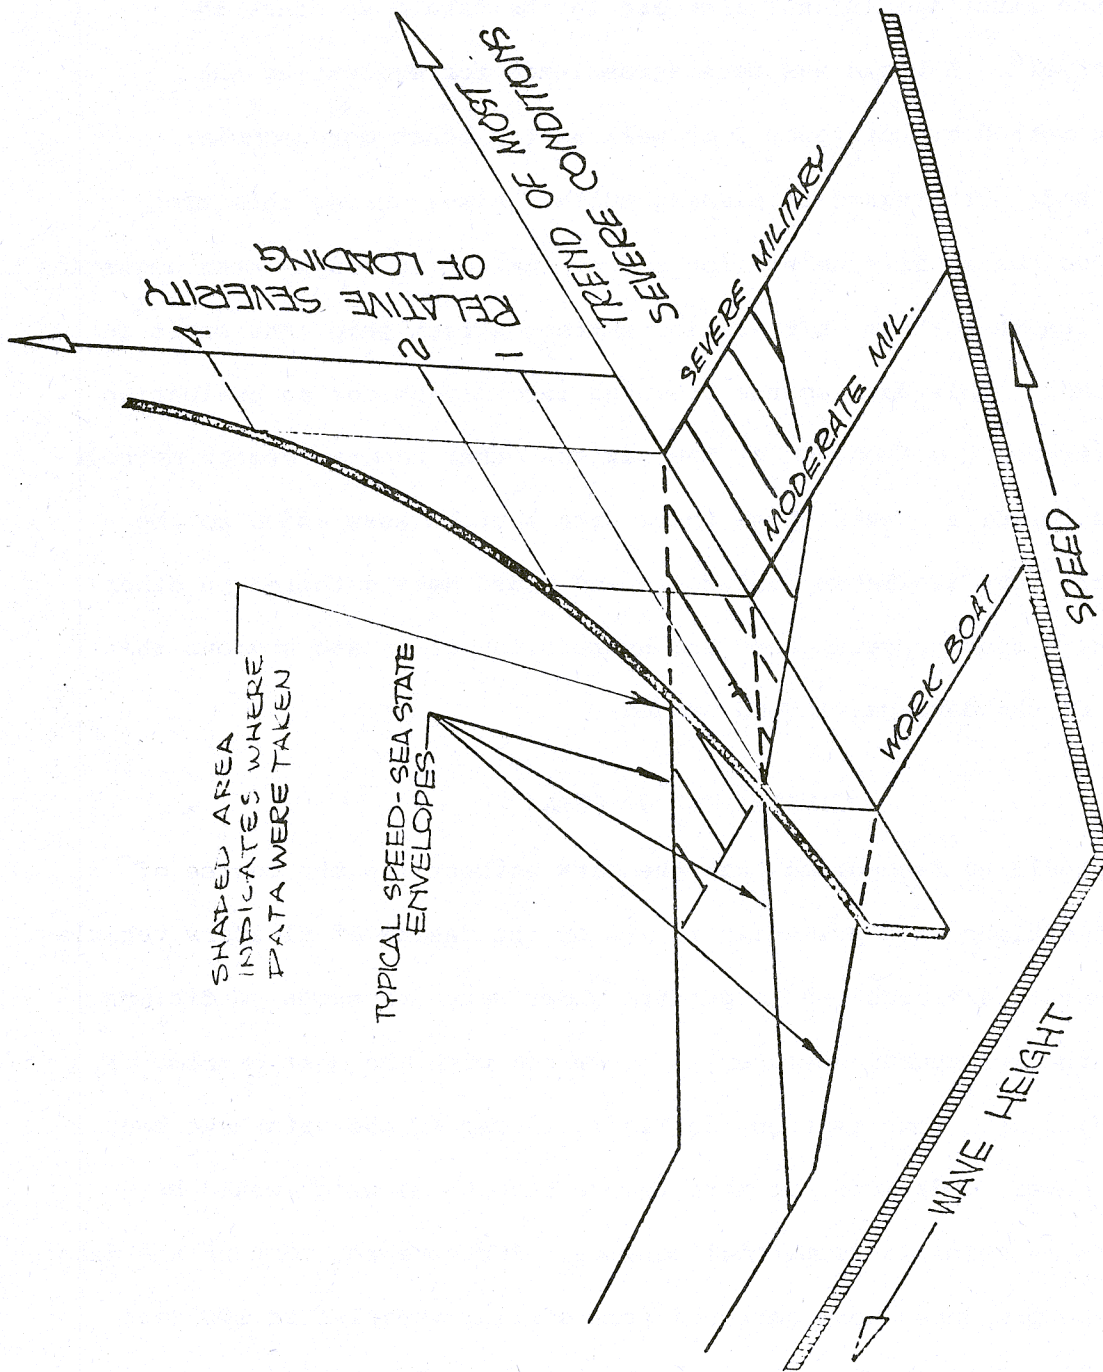 SHADED AREA
INDICATES WHERE
DATA WERE TAKEN
TYPICAL SPEED-SEA STATE
ENVELOPES
RELATIVE SEVERITY
OF LOADING
4
2
1
TREND OF MOST
SEVERE CONDITIONS
SEVERE MILITARY
MODERATE MIL.
WORK BOAT
WAVE HEIGHT
SPEED